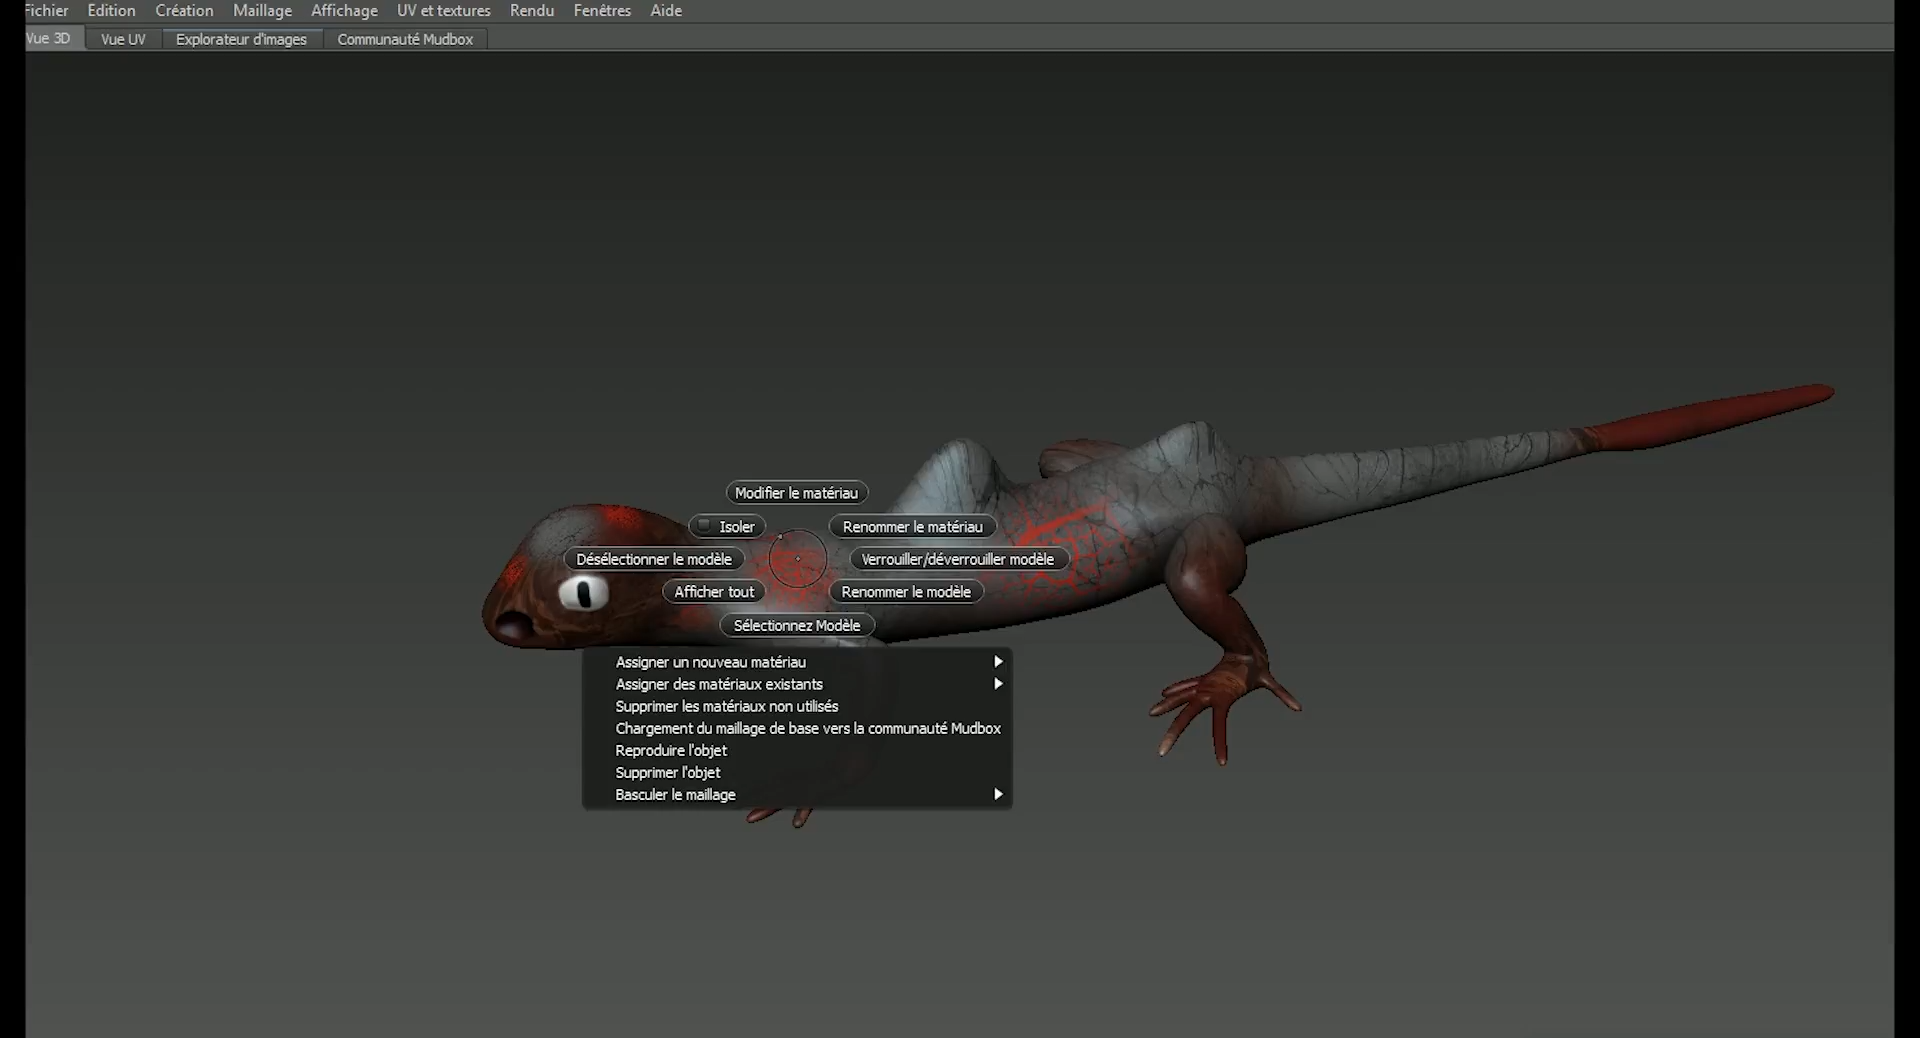 Fichier Edition Création Maillage Affichage UV et textures Rendu Fenêtres Aide
Vue 3D Vue UV Explorateur d'images Communauté Mudbox
Modifier le matériau
Isoler Renommer le matériau
Désélectionner le modèle Verrouiller/déverrouiller modèle
Afficher tout Renommer le modèle
Sélectionnez Modèle
Assigner un nouveau matériau
Assigner des matériaux existants
Supprimer les matériaux non utilisés
Chargement du maillage de base vers la communauté Mudbox
Reproduire l'objet
Supprimer l'objet
Basculer le maillage